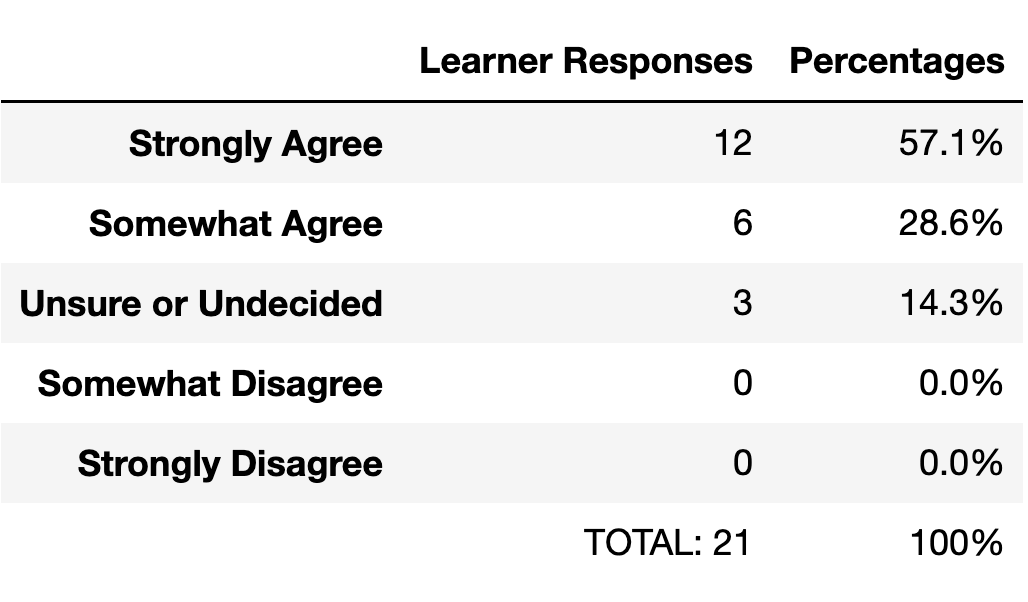 Learner Responses Percentages
Strongly Agree 12 57.1%
Somewhat Agree 6 28.6%
Unsure or Undecided 3 14.3%
Somewhat Disagree 0 0.0%
Strongly Disagree 0 0.0%
TOTAL: 21 100%